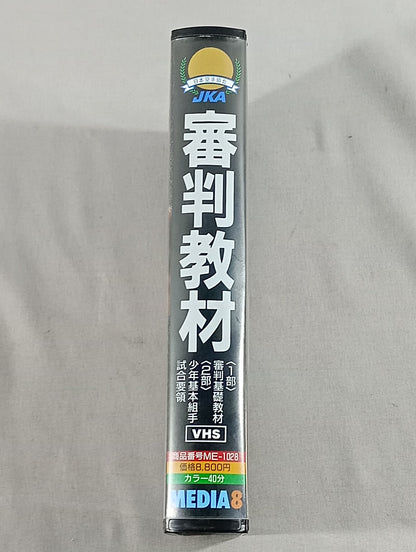 日本空手協会
JKA
審判教材
〈1部〉
審判基礎教材
〈2部〉
少年基本組手
試合要領
VHS
商品番号ME-1028
価格8,800円
カラー40分
MEDIA8